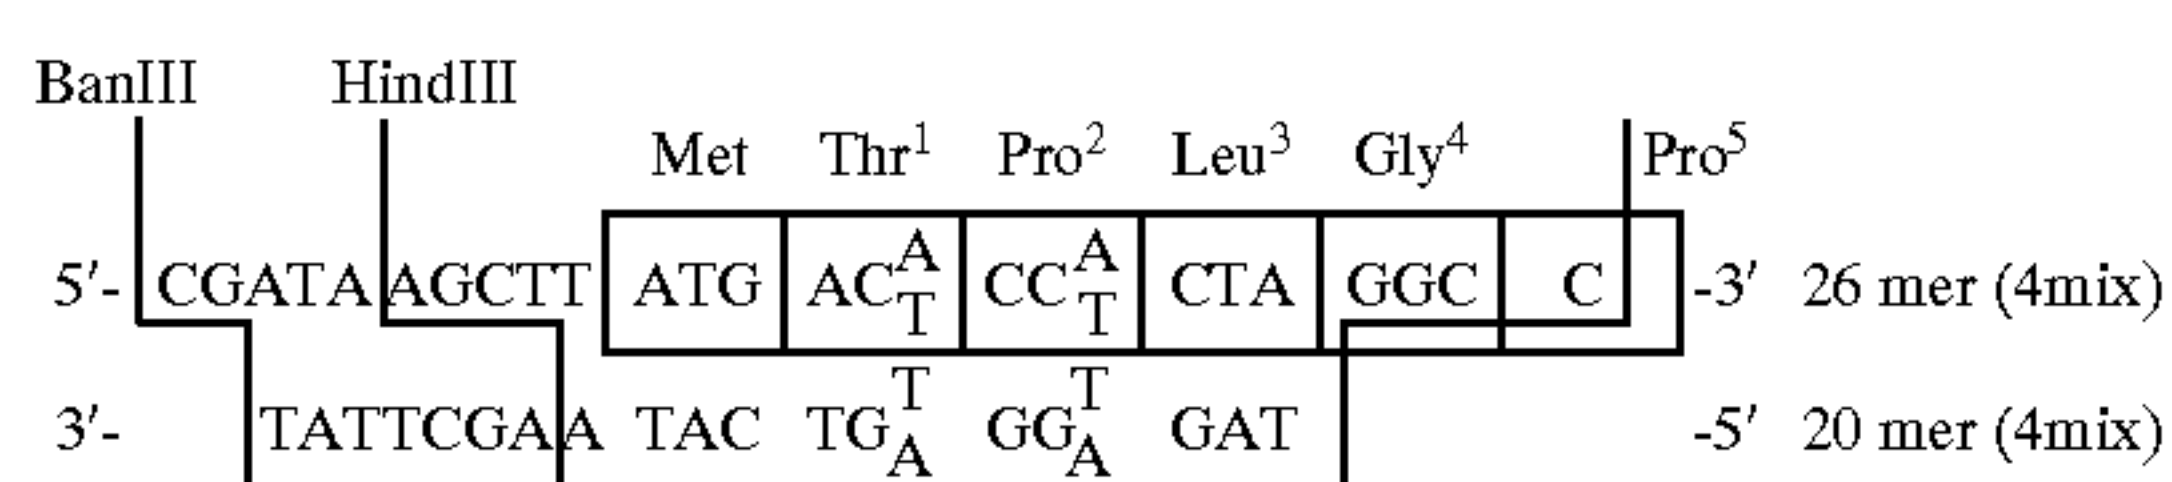 BanIII HindIII
Met Thr¹ Pro² Leu³ Gly⁴ Pro⁵
A A
5′- CGATA AGCTT ATG AC CC CTA GGC C -3′ 26 mer (4mix)
T T
T T
3′- TATTCGA A TAC TG GG GAT -5′ 20 mer (4mix)
A A